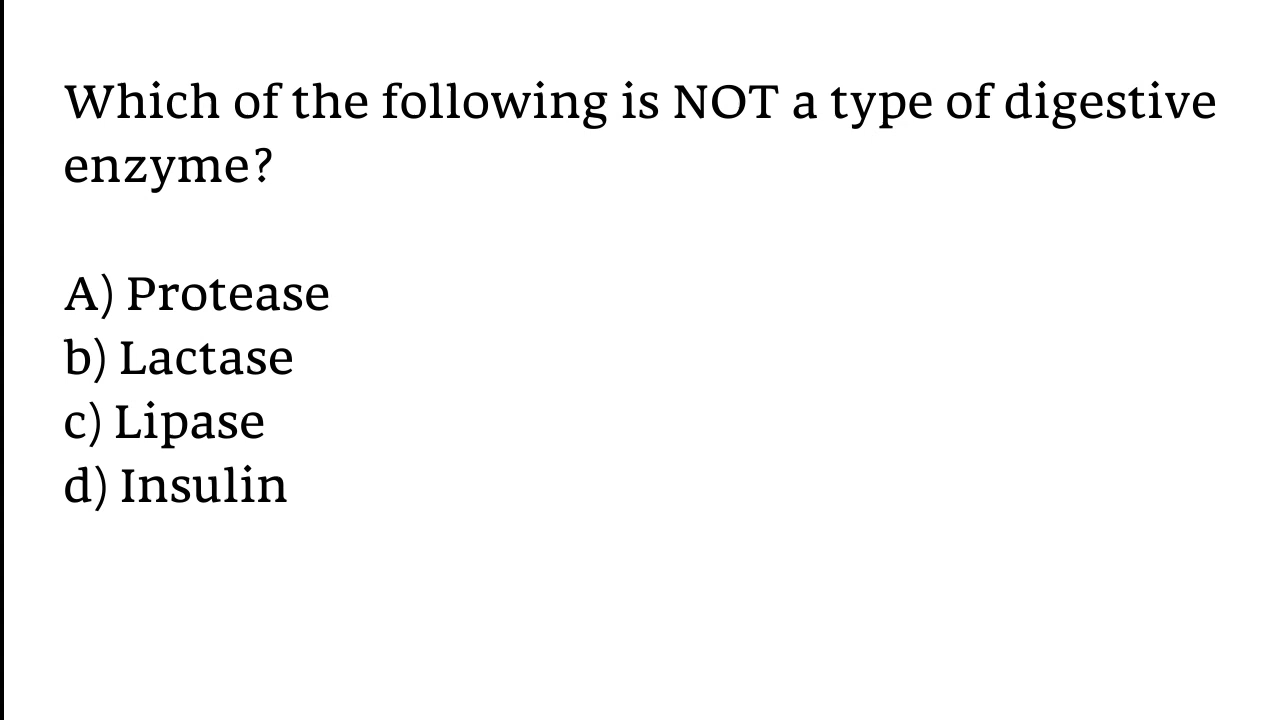 Which of the following is NOT a type of digestive
enzyme?
A) Protease
b) Lactase
c) Lipase
d) Insulin